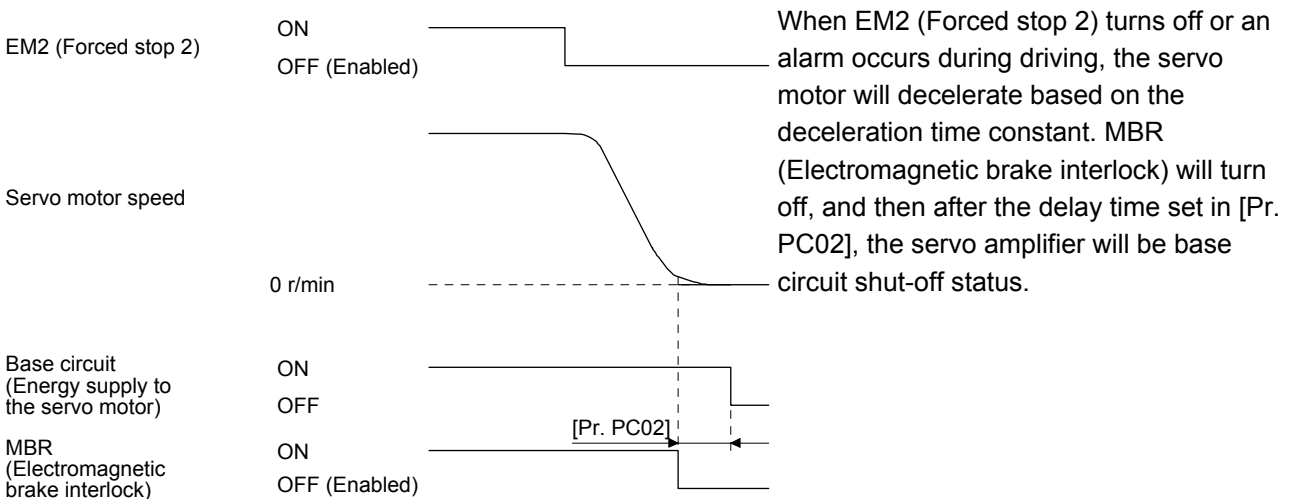 EM2 (Forced stop 2)
ON
OFF (Enabled)
Servo motor speed
0 r/min
Base circuit
(Energy supply to
the servo motor)
ON
OFF
[Pr. PC02]
MBR
(Electromagnetic
brake interlock)
ON
OFF (Enabled)
When EM2 (Forced stop 2) turns off or an
alarm occurs during driving, the servo
motor will decelerate based on the
deceleration time constant. MBR
(Electromagnetic brake interlock) will turn
off, and then after the delay time set in [Pr.
PC02], the servo amplifier will be base
circuit shut-off status.